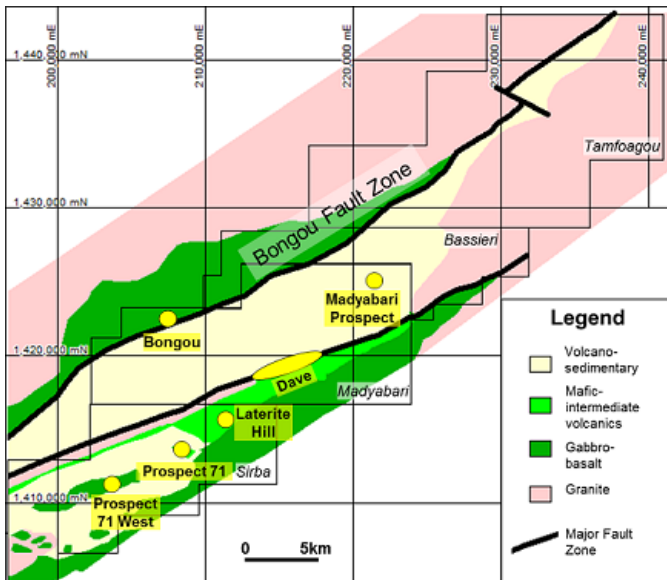 200,000 mE
210,000 mE
220,000 mE
230,000 mE
240,000 mE
1,440,000 mN
Tamfoagou
1,430,000 mN
Bongou Fault Zone
Bassieri
Madyabari
Prospect
Bongou
1,420,000 mN
Dave
Madyabari
Laterite
Hill
Prospect 71
Sirba
1,410,000 mN
Prospect
71 West
0
5km
Legend
Volcano-
sedimentary
Mafic-
intermediate
volcanics
Gabbro-
basalt
Granite
Major Fault
Zone